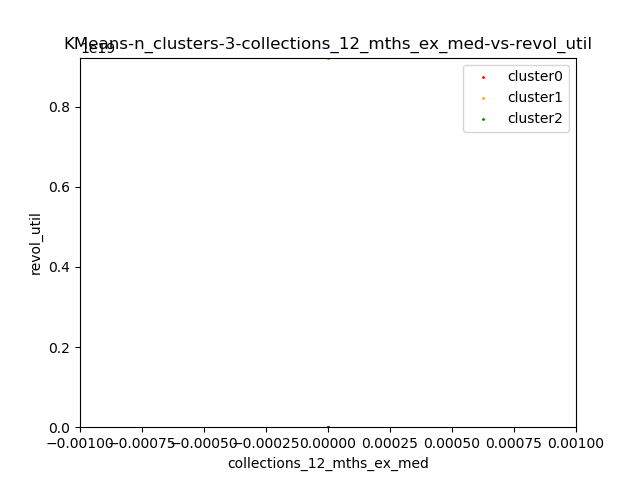 KMeans-n_clusters-3-collections_12_mths_ex_med-vs-revol_util
1e19
cluster0
cluster1
cluster2
0.8
0.6
0.4
0.2
0.0
revol_util
−0.00100 −0.00075 −0.00050 −0.00025 0.00000 0.00025 0.00050 0.00075 0.00100
collections_12_mths_ex_med